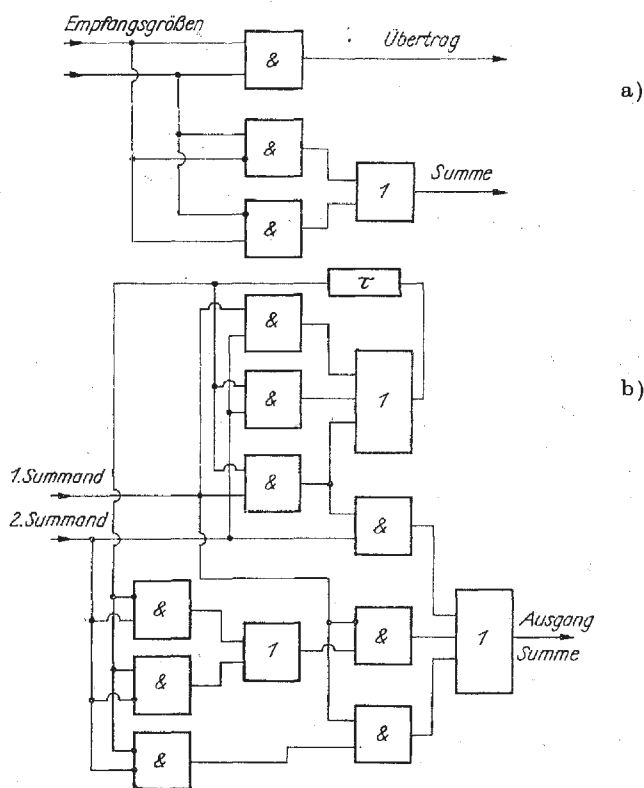 Empfangsgrößen
&
Übertrag
a)
&
&
1
Summe
τ
&
&
1
b)
&
1.Summand
2.Summand
&
&
1
&
1
Ausgang
Summe
&
&
&